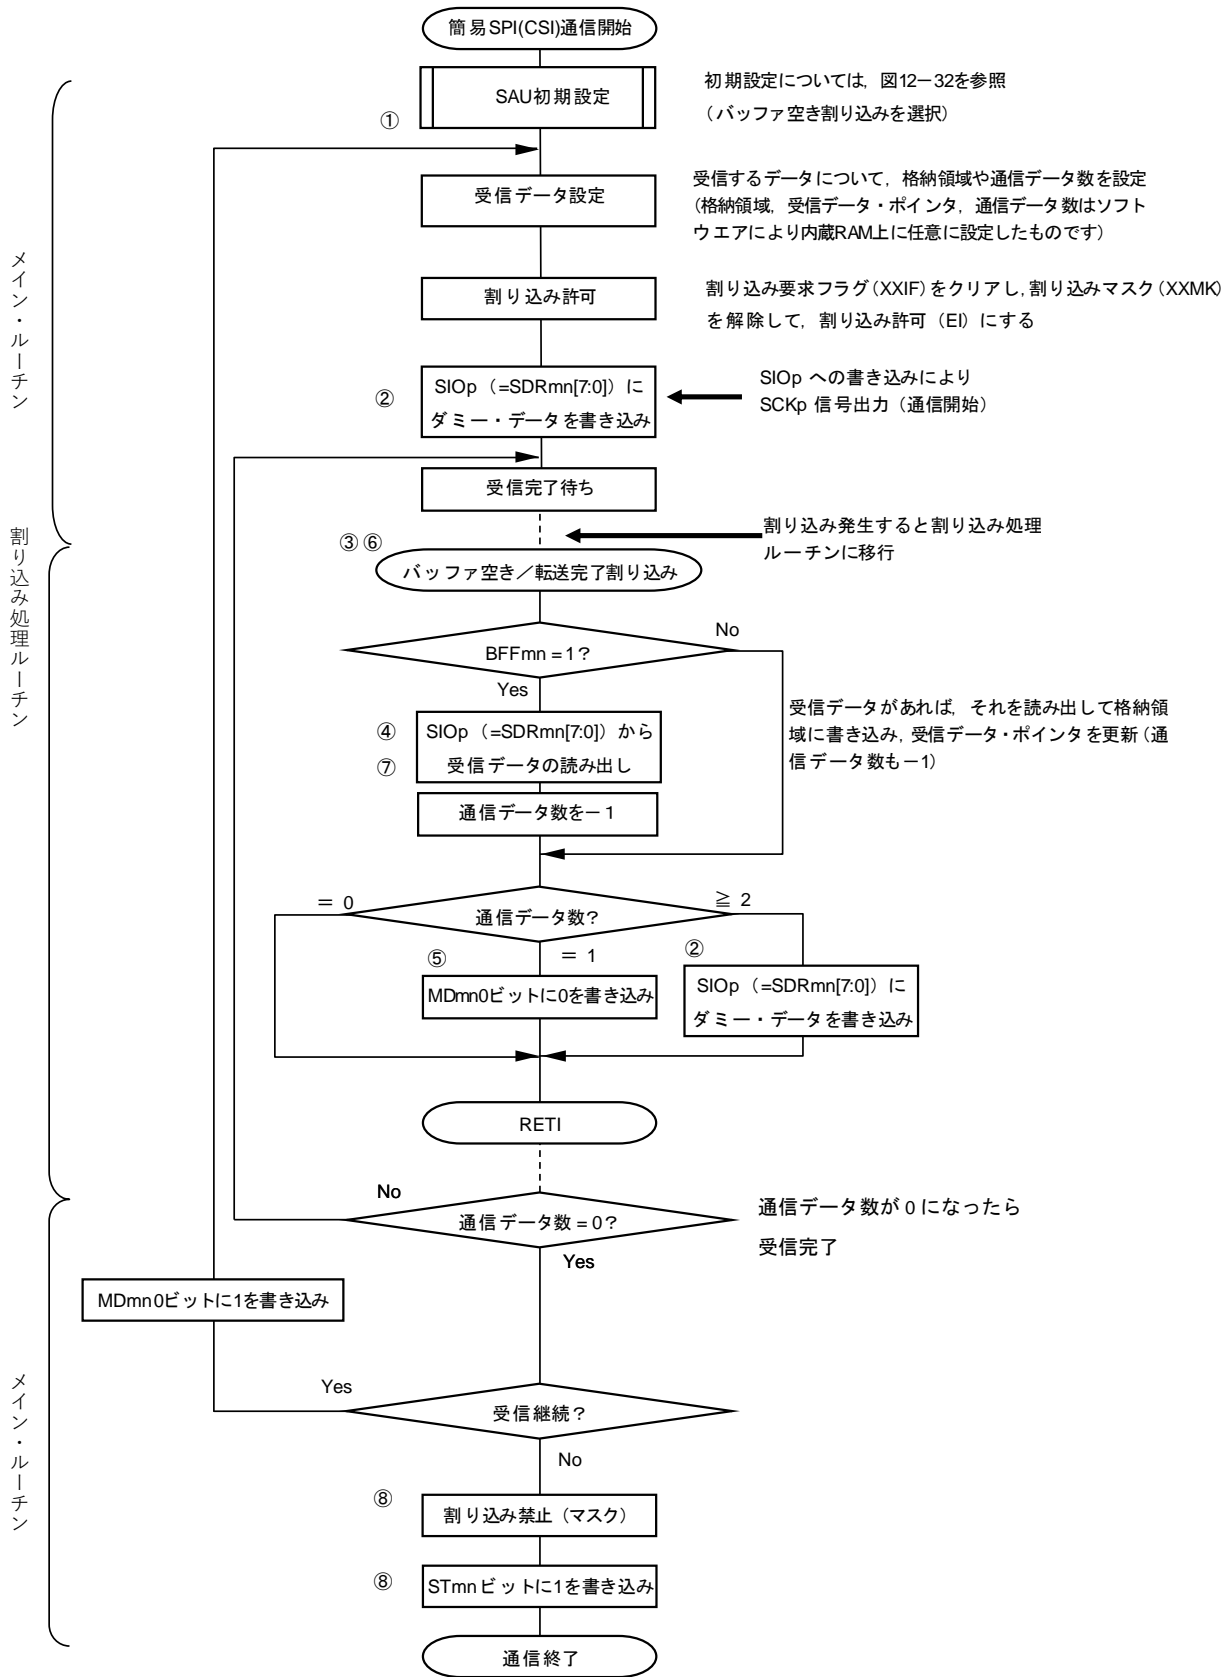 簡易SPI(CSI)通信開始
SAU初期設定
初期設定については，図12－32を参照
（バッファ空き割り込みを選択）
①
受信データ設定
受信するデータについて，格納領域や通信データ数を設定
（格納領域，受信データ・ポインタ，通信データ数はソフト
ウエアにより内蔵RAM上に任意に設定したものです）
メイン・ルーチン
割り込み許可
割り込み要求フラグ（XXIF）をクリアし，割り込みマスク（XXMK）
を解除して，割り込み許可（EI）にする
②
SIOp（=SDRmn[7:0]）に
ダミー・データを書き込み
SIOp への書き込みにより
SCKp 信号出力（通信開始）
受信完了待ち
割り込み発生すると割り込み処理
ルーチンに移行
③⑥
バッファ空き／転送完了割り込み
割り込み処理ルーチン
BFFmn＝1？
No
Yes
④
⑦
SIOp（=SDRmn[7:0]）から
受信データの読み出し
受信データがあれば，それを読み出して格納領
域に書き込み，受信データ・ポインタを更新（通
信データ数も－1）
通信データ数を－1
通信データ数？
＝ 0
≧ 2
＝ 1
⑤
MDmn0ビットに0を書き込み
②
SIOp（=SDRmn[7:0]）に
ダミー・データを書き込み
RETI
No
通信データ数＝0？
Yes
通信データ数が 0 になったら
受信完了
MDmn0ビットに1を書き込み
Yes
受信継続？
No
メイン・ルーチン
⑧
割り込み禁止（マスク）
⑧
STmnビットに1を書き込み
通信終了